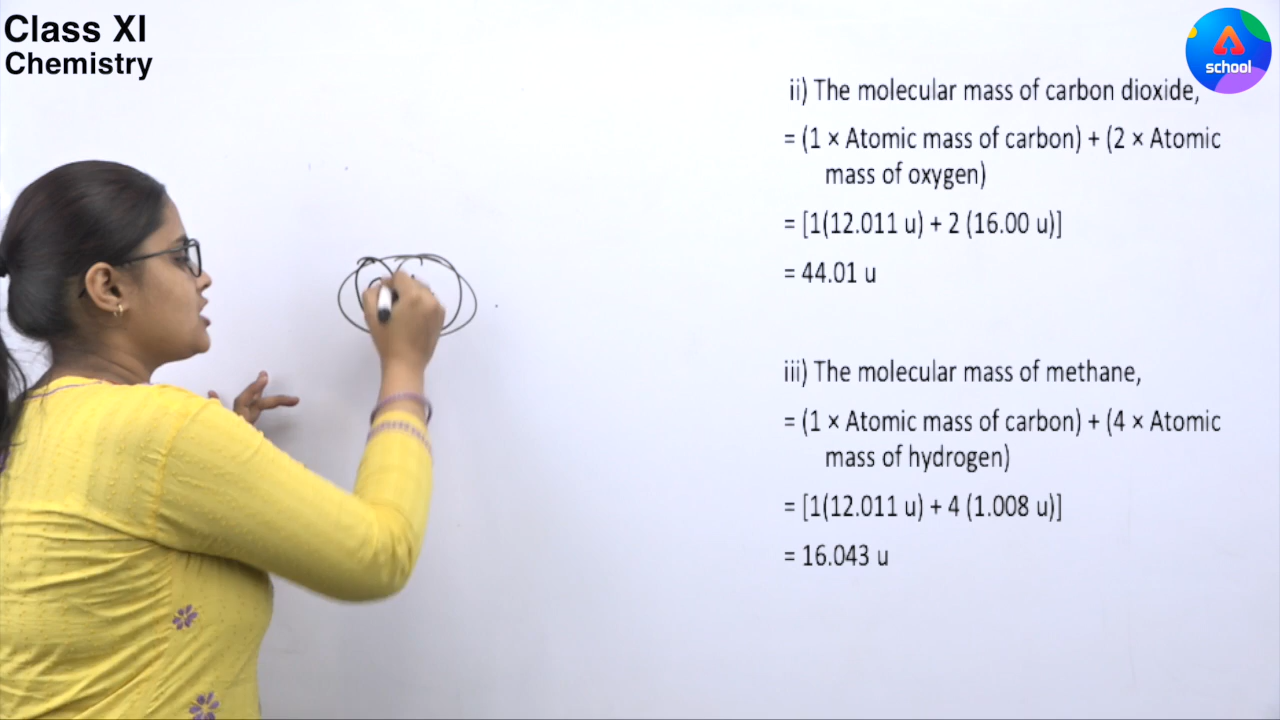 Class XI
Chemistry
school
ii) The molecular mass of carbon dioxide,
= (1 × Atomic mass of carbon) + (2 × Atomic
mass of oxygen)
= [1(12.011 u) + 2 (16.00 u)]
= 44.01 u
iii) The molecular mass of methane,
= (1 × Atomic mass of carbon) + (4 × Atomic
mass of hydrogen)
= [1(12.011 u) + 4 (1.008 u)]
= 16.043 u